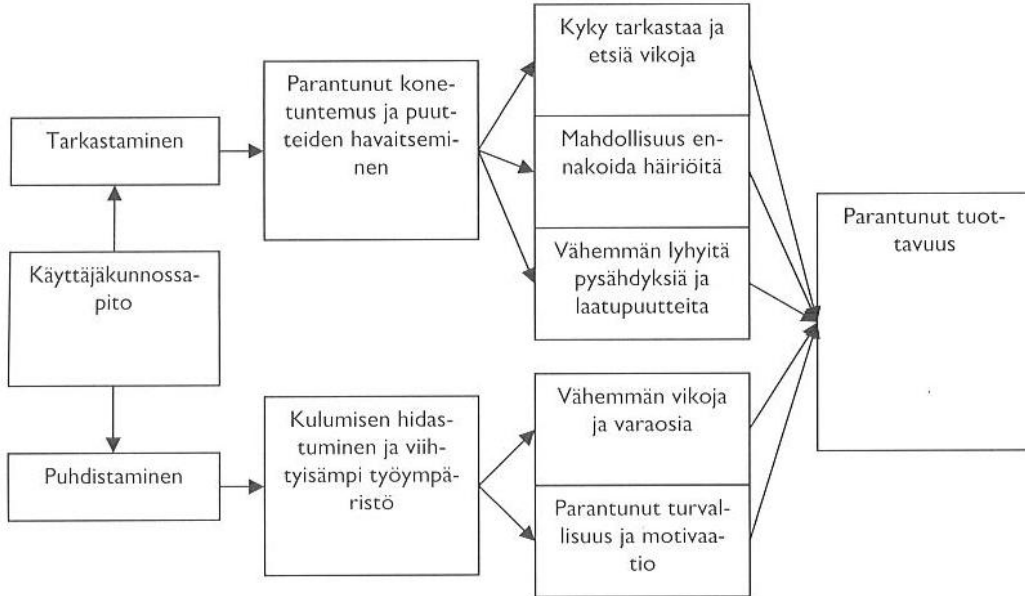 Kyky tarkastaa ja
etsiä vikoja
Parantunut kone-
tuntemus ja puut-
teiden havaitsemi-
nen
Tarkastaminen
Mahdollisuus en-
nakoida häiriöitä
Parantunut tuot-
tavuus
Vähemmän lyhyitä
pysähdyksiä ja
laatupuutteita
Käyttäjäkunnossa-
pito
Vähemmän vikoja
ja varaosia
Kulumisen hidas-
tuminen ja viih-
tyisämpi työympä-
ristö
Puhdistaminen
Parantunut turval-
lisuus ja motivaa-
tio